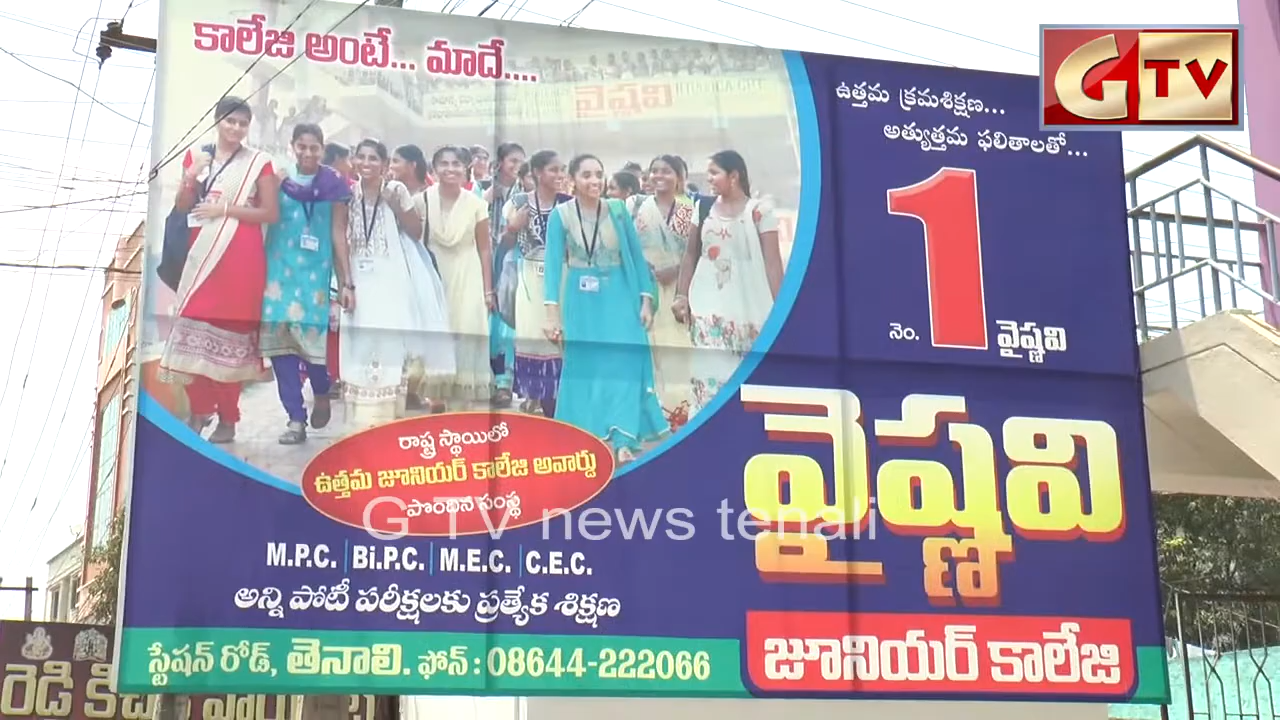 కాలేజి అంటే... మాదే....
వైష్ణవి
GTV
ఉత్తమ క్రమశిక్షణ...
అత్యుత్తమ ఫలితాలతో...
నెం. 1 వైష్ణవి
వైష్ణవి
జూనియర్ కాలేజి
రాష్ట్ర స్థాయిలో
ఉత్తమ జూనియర్ కాలేజి అవార్డు
పొందిన సంస్థ
G TV news tenali
M.P.C. | Bi.P.C. | M.E.C. | C.E.C.
అన్ని పోటీ పరీక్షలకు ప్రత్యేక శిక్షణ
స్టేషన్ రోడ్, తెనాలి. ఫోన్ : 08644-222066
రెడి